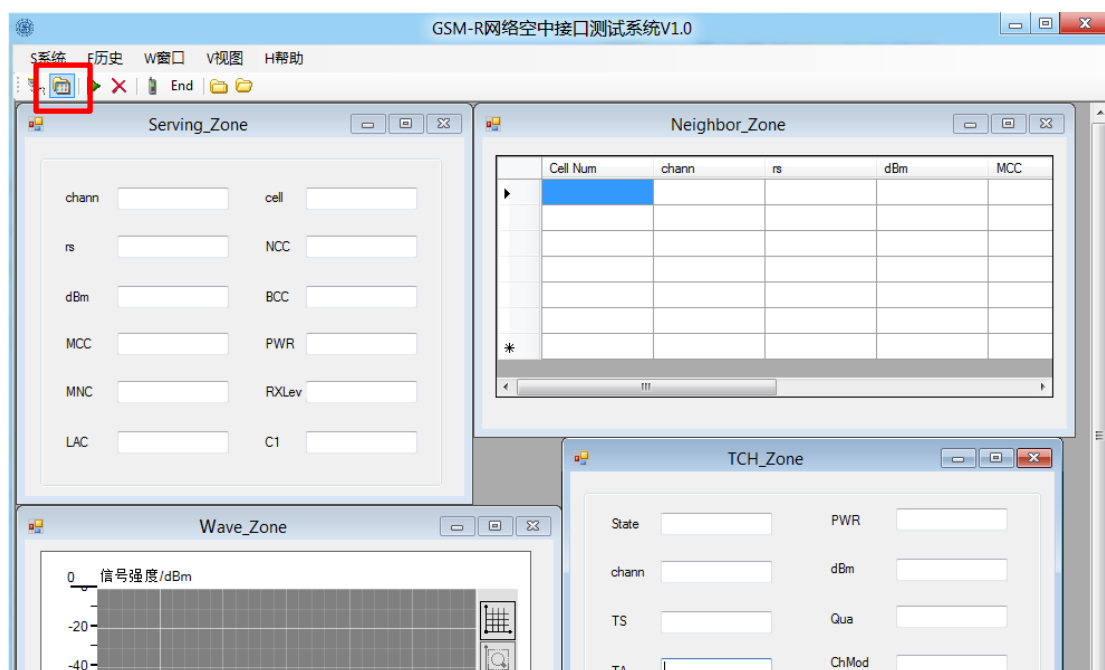 GSM-R网络空中接口测试系统V1.0
S系统 F历史 W窗口 V视图 H帮助
End
Serving_Zone
chann cell
rs NCC
dBm BCC
MCC PWR
MNC RXLev
LAC C1
Neighbor_Zone
Cell Num chann rs dBm MCC
Wave_Zone
0 信号强度/dBm
-20
-40
TCH_Zone
State PWR
chann dBm
TS Qua
TA ChMod